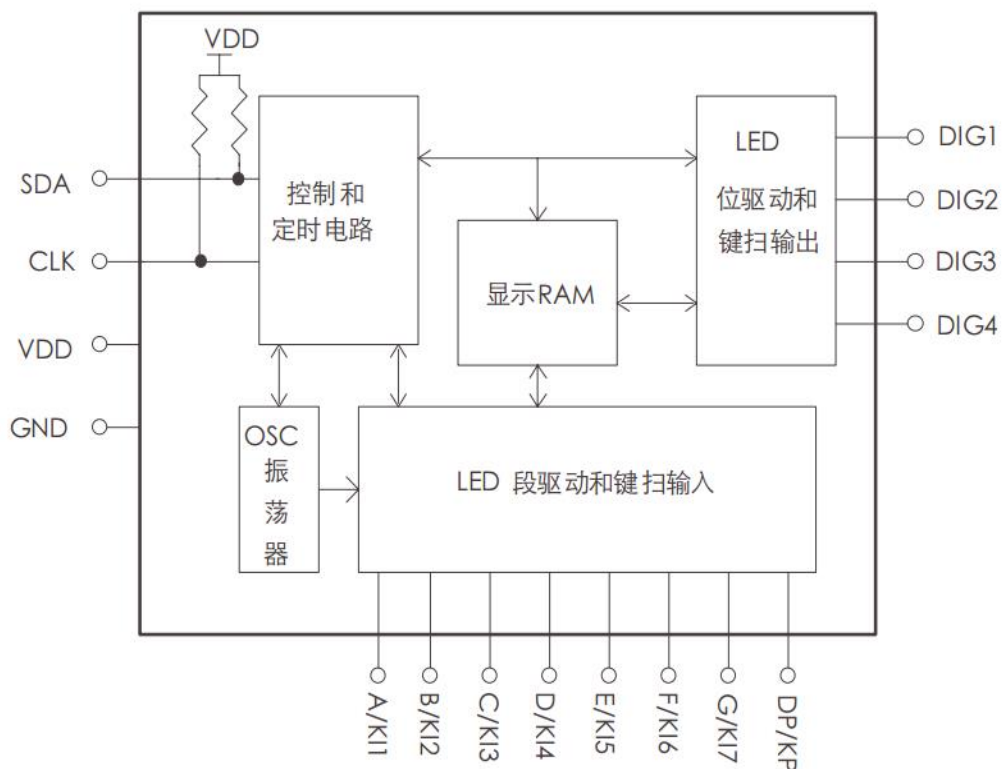 VDD
SDA
CLK
VDD
GND
控制和
定时电路
LED
位驱动和
键扫输出
DIG1
DIG2
DIG3
DIG4
显示RAM
OSC
振
荡
器
LED 段驱动和键扫输入
A/KI1
B/KI2
C/KI3
D/KI4
E/KI5
F/KI6
G/KI7
DP/KP